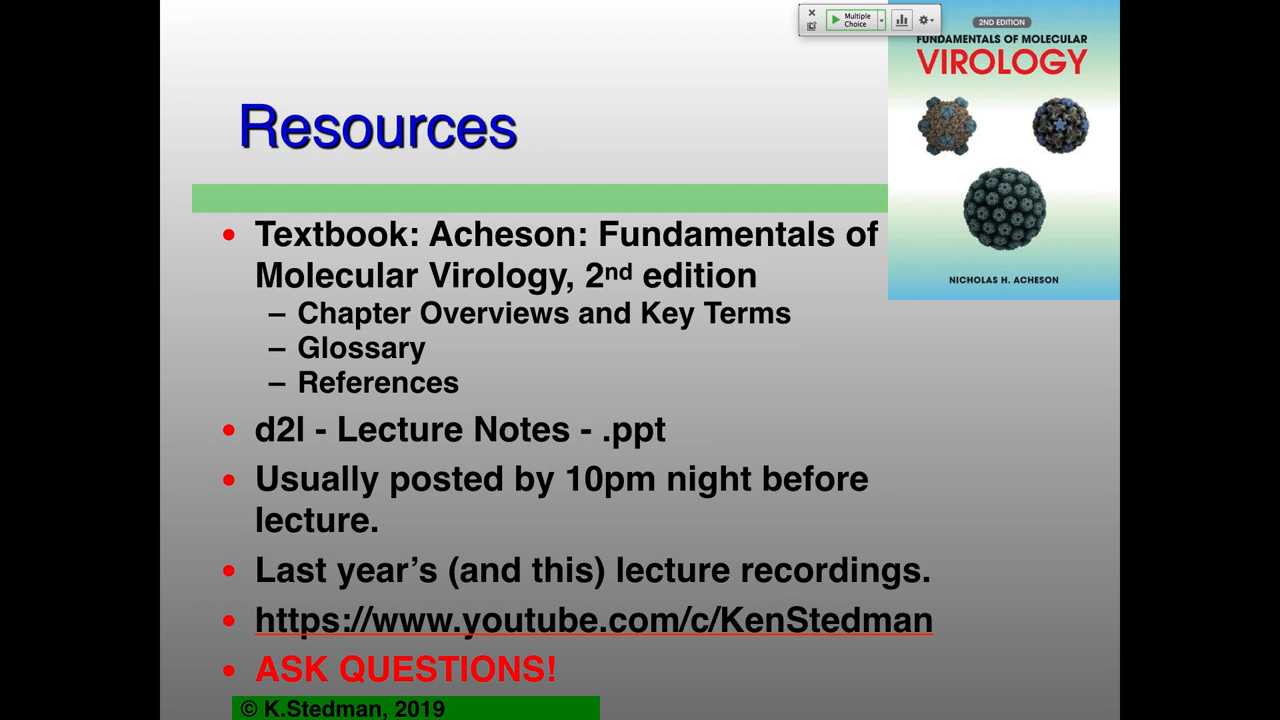 Multiple
Choice
2ND EDITION
FUNDAMENTALS OF MOLECULAR
VIROLOGY
NICHOLAS H. ACHESON
Resources
• Textbook: Acheson: Fundamentals of
Molecular Virology, 2nd edition
– Chapter Overviews and Key Terms
– Glossary
– References
• d2l - Lecture Notes - .ppt
• Usually posted by 10pm night before
lecture.
• Last year’s (and this) lecture recordings.
• https://www.youtube.com/c/KenStedman
• ASK QUESTIONS!
© K.Stedman, 2019